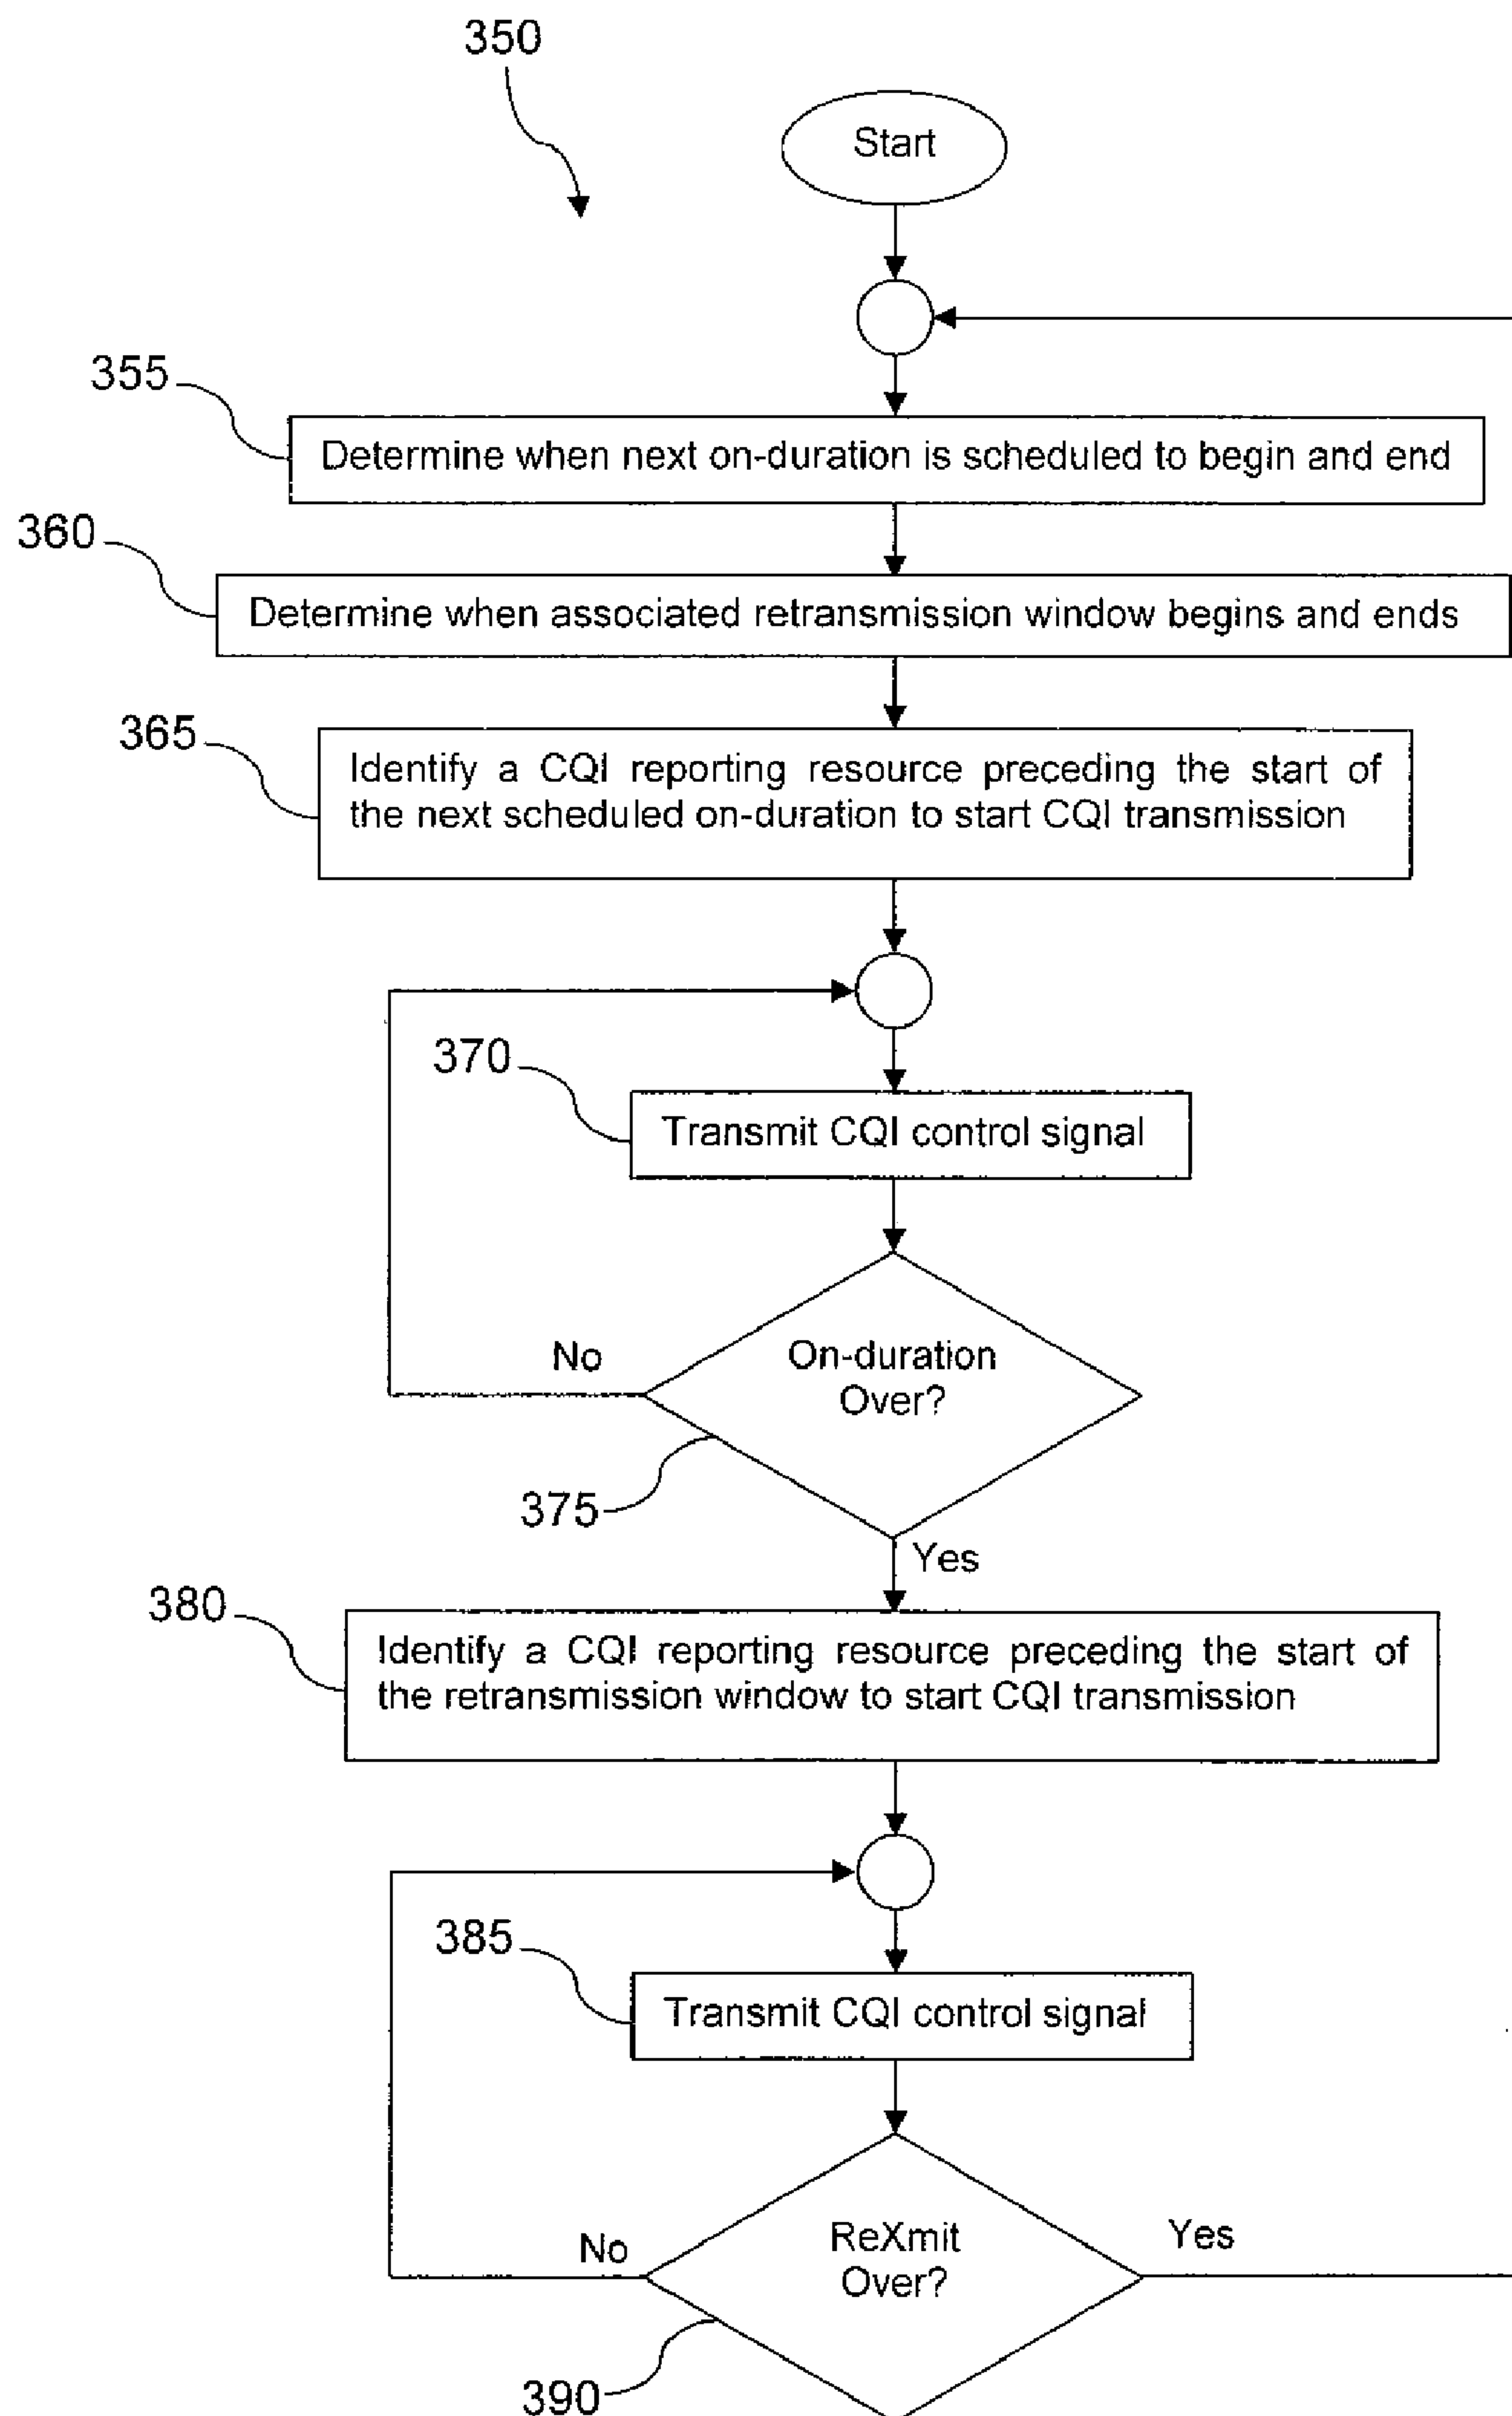 350
Start
355
Determine when next on-duration is scheduled to begin and end
360
Determine when associated retransmission window begins and ends
365
Identify a CQI reporting resource preceding the start of
the next scheduled on-duration to start CQI transmission
370
Transmit CQI control signal
No
On-duration
Over?
375
Yes
380
Identify a CQI reporting resource preceding the start of
the retransmission window to start CQI transmission
385
Transmit CQI control signal
No
ReXmit
Over?
Yes
390